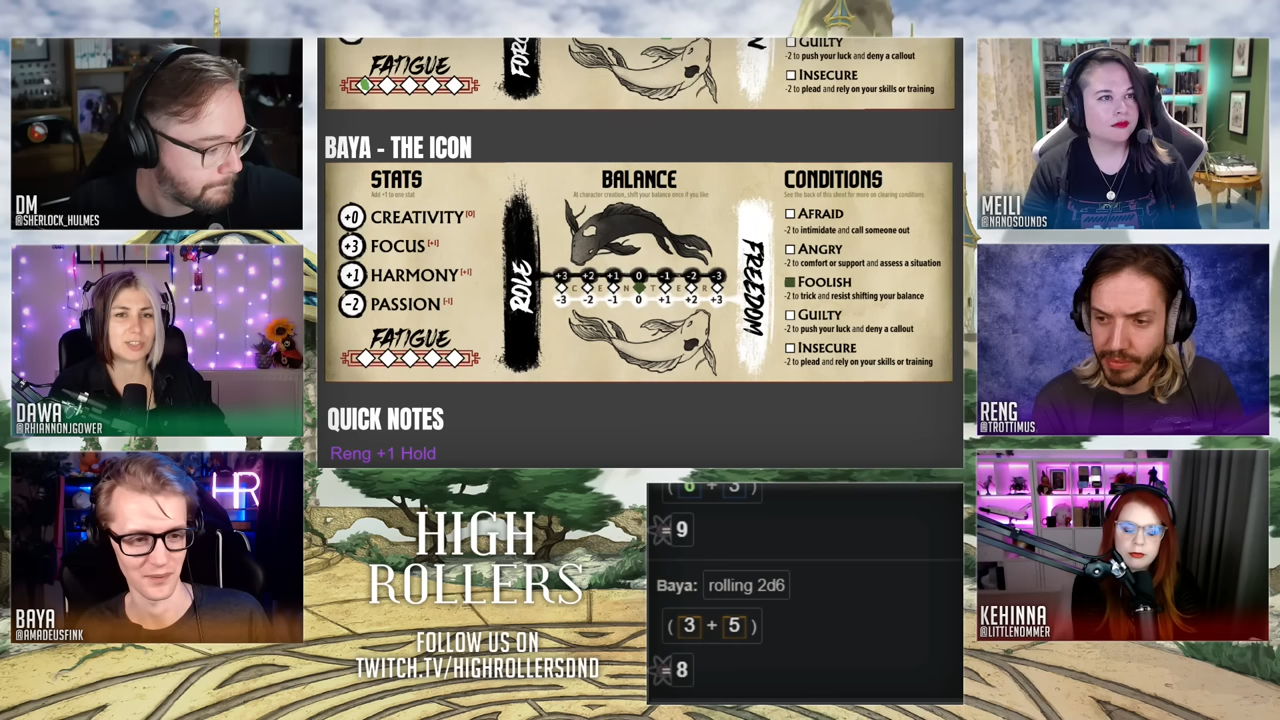 DM
@SHERLOCK_HULMES
DAWA
@RHIANNONJGOWER
HR
BAYA
@AMADEUSFINK
FATIGUE
GUILTY
-2 to push your luck and deny a callout
INSECURE
-2 to plead and rely on your skills or training
BAYA - THE ICON
STATS
Add +1 to one stat
+0 CREATIVITY [0]
+3 FOCUS [+1]
+1 HARMONY [+1]
-2 PASSION [-1]
FATIGUE
ROLE
BALANCE
At character creation, shift your balance once if you like
+3 +2 +1 0 -1 -2 -3
C E N T E R
-3 -2 -1 0 +1 +2 +3
FREEDOM
CONDITIONS
See the back of this sheet for more on clearing conditions
AFRAID
-2 to intimidate and call someone out
ANGRY
-2 to comfort or support and assess a situation
FOOLISH
-2 to trick and resist shifting your balance
GUILTY
-2 to push your luck and deny a callout
INSECURE
-2 to plead and rely on your skills or training
QUICK NOTES
Reng +1 Hold
HIGH
ROLLERS
FOLLOW US ON
TWITCH.TV/HIGHROLLERSDND
( 6 + 3 )
= 9
Baya: rolling 2d6
( 3 + 5 )
= 8
MEILI
@NANOSOUNDS
RENG
@TROTTIMUS
KEHINNA
@LITTLENOMMER